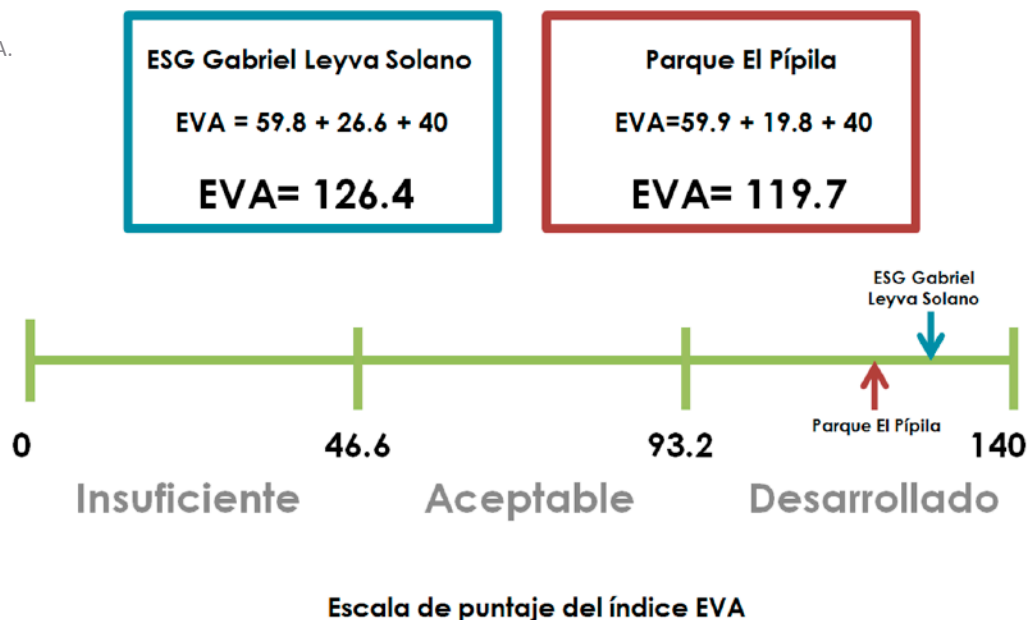 A.
ESG Gabriel Leyva Solano
EVA = 59.8 + 26.6 + 40
EVA= 126.4
Parque El Pípila
EVA=59.9 + 19.8 + 40
EVA= 119.7
ESG Gabriel
Leyva Solano
Parque El Pípila
0
46.6
93.2
140
Insuficiente
Aceptable
Desarrollado
Escala de puntaje del índice EVA